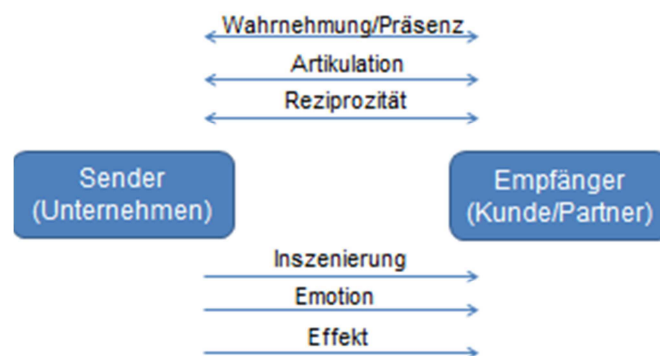 Wahrnehmung/Präsenz
Artikulation
Reziprozität
Sender
(Unternehmen)
Empfänger
(Kunde/Partner)
Inszenierung
Emotion
Effekt